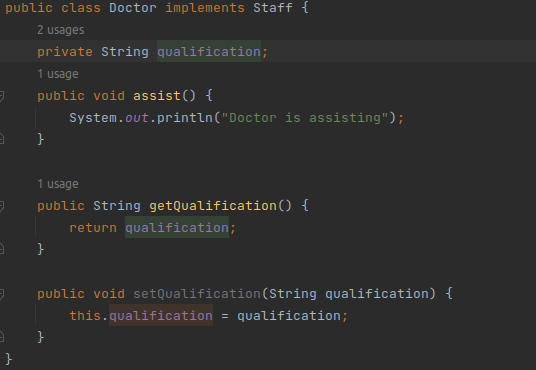 public class Doctor implements Staff {
2 usages
private String qualification;
1 usage
public void assist() {
System.out.println("Doctor is assisting");
}
1 usage
public String getQualification() {
return qualification;
}
public void setQualification(String qualification) {
this.qualification = qualification;
}
}